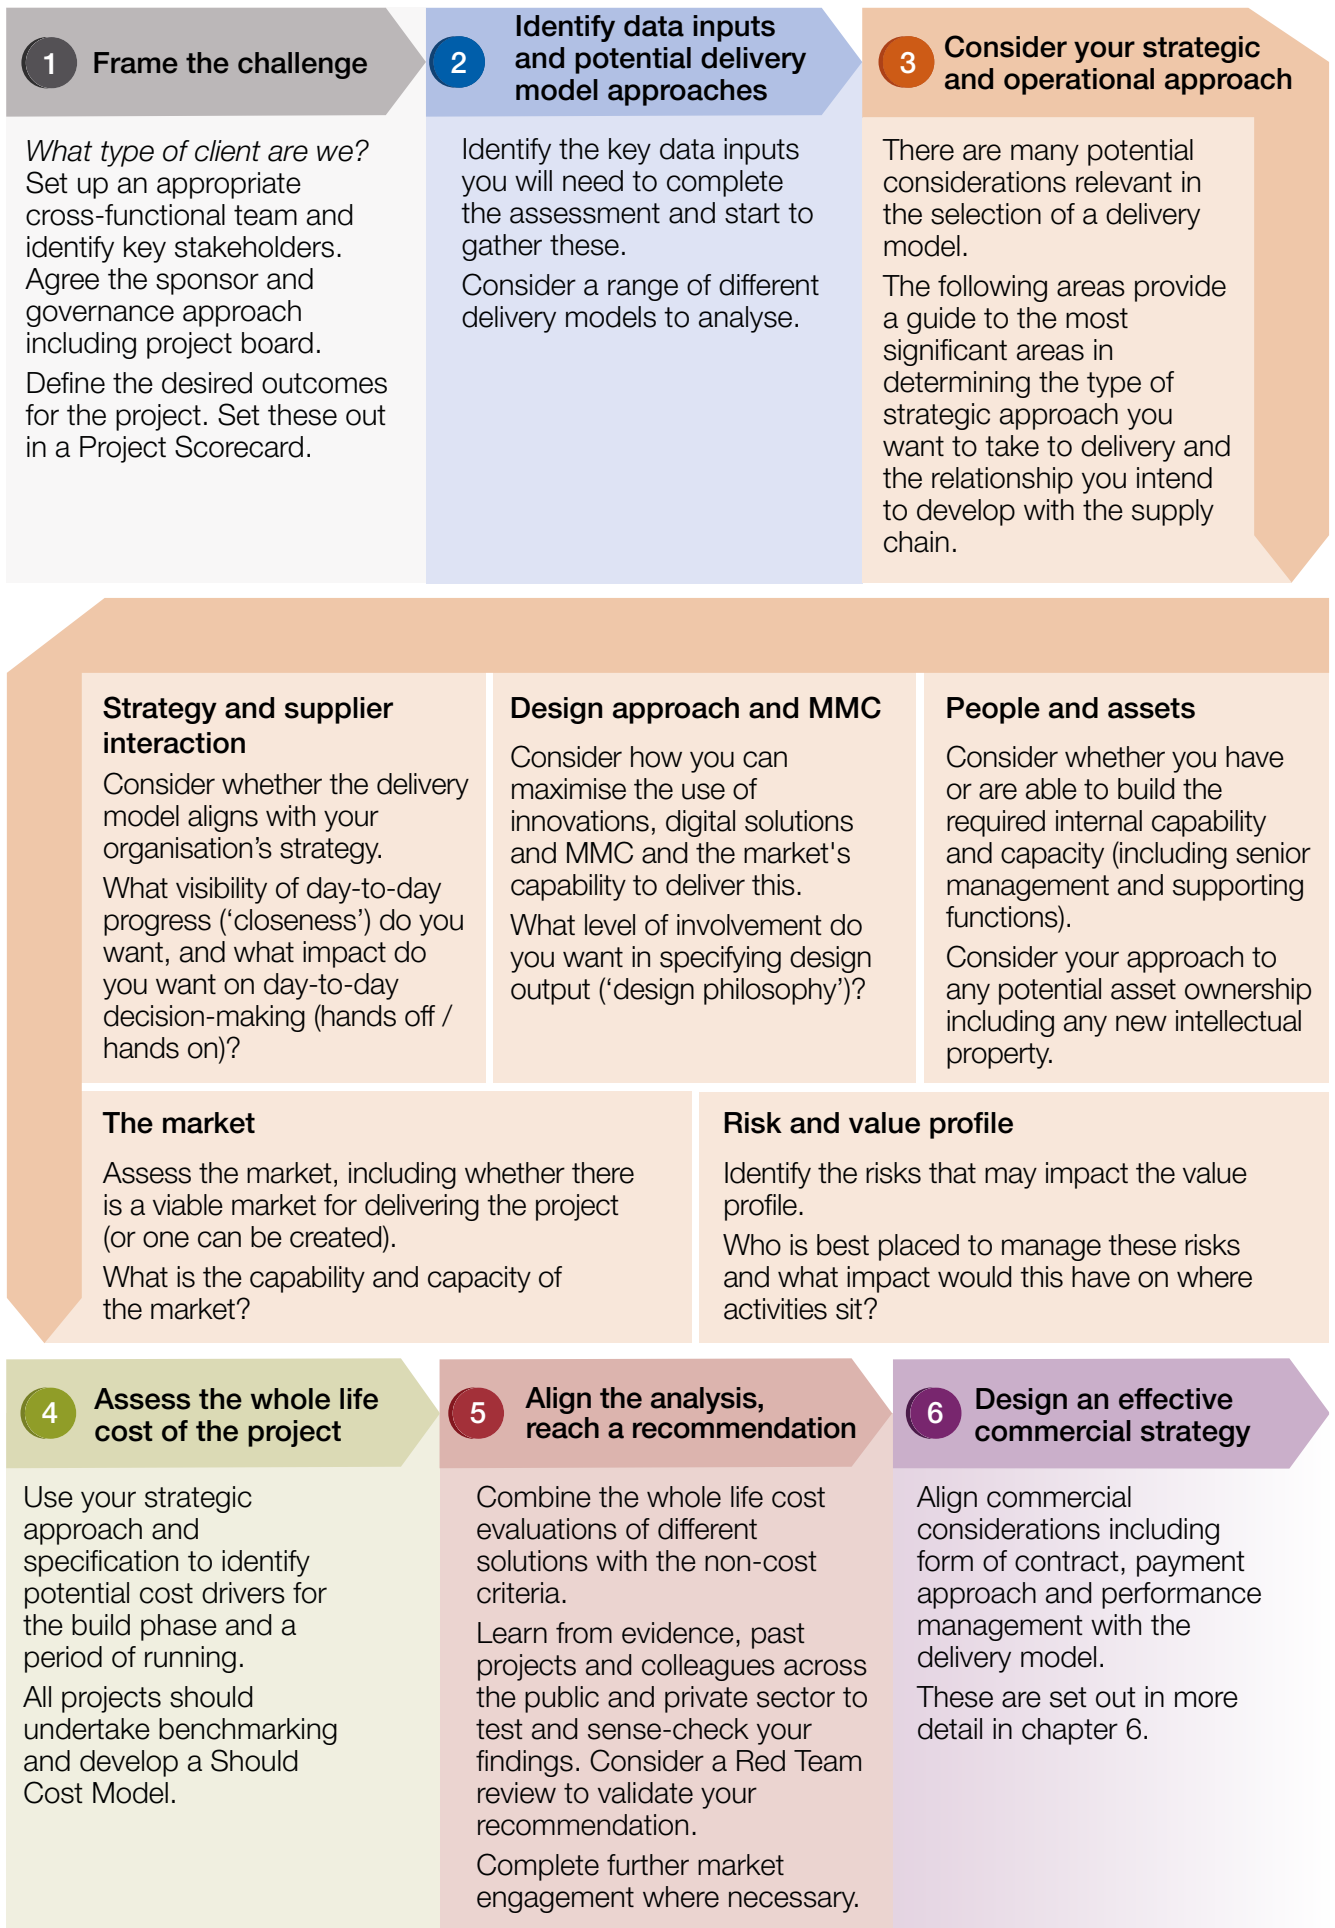 1 Frame the challenge
What type of client are we?
Set up an appropriate
cross-functional team and
identify key stakeholders.
Agree the sponsor and
governance approach
including project board.
Define the desired outcomes
for the project. Set these out
in a Project Scorecard.
2 Identify data inputs
and potential delivery
model approaches
Identify the key data inputs
you will need to complete
the assessment and start to
gather these.
Consider a range of different
delivery models to analyse.
3 Consider your strategic
and operational approach
There are many potential
considerations relevant in
the selection of a delivery
model.
The following areas provide
a guide to the most
significant areas in
determining the type of
strategic approach you
want to take to delivery and
the relationship you intend
to develop with the supply
chain.
Strategy and supplier
interaction
Consider whether the delivery
model aligns with your
organisation’s strategy.
What visibility of day-to-day
progress (‘closeness’) do you
want, and what impact do
you want on day-to-day
decision-making (hands off /
hands on)?
Design approach and MMC
Consider how you can
maximise the use of
innovations, digital solutions
and MMC and the market's
capability to deliver this.
What level of involvement do
you want in specifying design
output (‘design philosophy’)?
People and assets
Consider whether you have
or are able to build the
required internal capability
and capacity (including senior
management and supporting
functions).
Consider your approach to
any potential asset ownership
including any new intellectual
property.
The market
Assess the market, including whether there
is a viable market for delivering the project
(or one can be created).
What is the capability and capacity of
the market?
Risk and value profile
Identify the risks that may impact the value
profile.
Who is best placed to manage these risks
and what impact would this have on where
activities sit?
4 Assess the whole life
cost of the project
Use your strategic
approach and
specification to identify
potential cost drivers for
the build phase and a
period of running.
All projects should
undertake benchmarking
and develop a Should
Cost Model.
5 Align the analysis,
reach a recommendation
Combine the whole life cost
evaluations of different
solutions with the non-cost
criteria.
Learn from evidence, past
projects and colleagues across
the public and private sector to
test and sense-check your
findings. Consider a Red Team
review to validate your
recommendation.
Complete further market
engagement where necessary.
6 Design an effective
commercial strategy
Align commercial
considerations including
form of contract, payment
approach and performance
management with the
delivery model.
These are set out in more
detail in chapter 6.